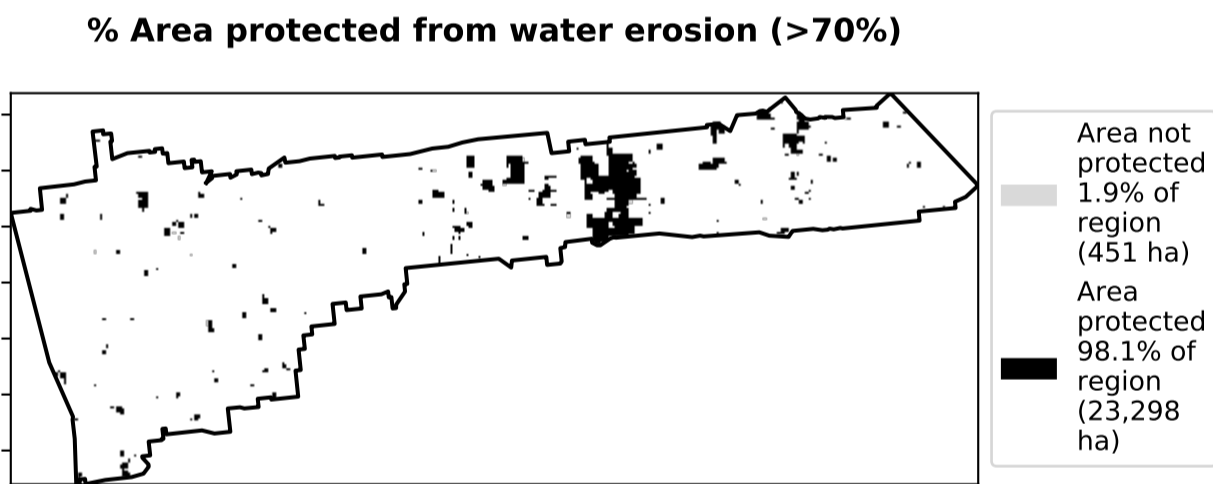 % Area protected from water erosion (>70%)
Area not
protected
1.9% of
region
(451 ha)
Area
protected
98.1% of
region
(23,298
ha)